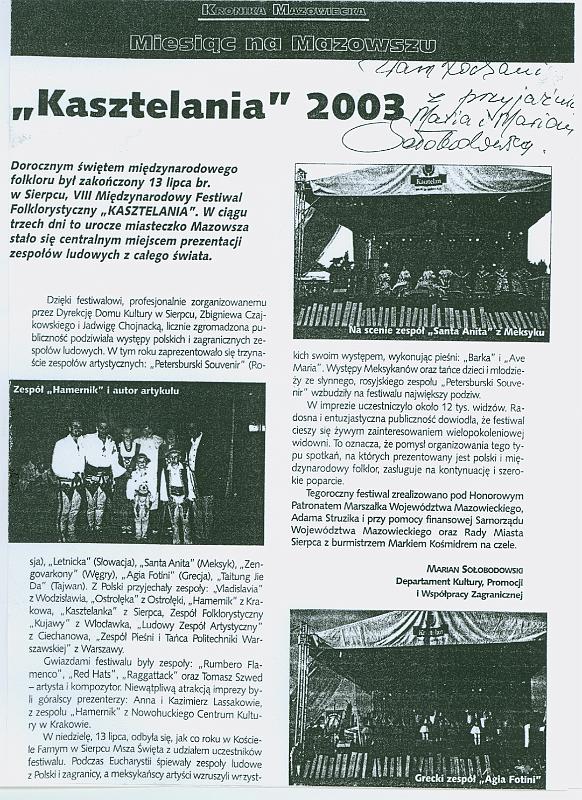 KRONIKA MAZOWIECKA
Miesiąc na Mazowszu
z przyjaźnią
Maria i Marian
Sołobodowscy.
„Kasztelania” 2003
Dorocznym świętem międzynarodowego
folkloru był zakończony 13 lipca br.
w Sierpcu, VIII Międzynarodowy Festiwal
Folklorystyczny „KASZTELANIA”. W ciągu
trzech dni to urocze miasteczko Mazowsza
stało się centralnym miejscem prezentacji
zespołów ludowych z całego świata.
Dzięki festiwalowi, profesjonalnie zorganizowanemu
przez Dyrekcję Domu Kultury w Sierpcu, Zbigniewa Czaj-
kowskiego i Jadwigę Chojnacką, licznie zgromadzona pu-
bliczność podziwiała występy polskich i zagranicznych ze-
społów ludowych. W tym roku zaprezentowało się trzyna-
ście zespołów artystycznych: „Petersburski Souvenir” (Ro-
Zespół „Hamernik” i autor artykułu
sja), „Letnicka” (Słowacja), „Santa Anita” (Meksyk), „Zen-
govarkony” (Węgry), „Agia Fotini” (Grecja), „Taitung Jie
Da” (Tajwan). Z Polski przyjechały zespoły: „Vladislavia”
z Wodzisławia, „Ostrołęka” z Ostrołęki, „Hamernik” z Kra-
kowa, „Kasztelanka” z Sierpca, Zespół Folklorystyczny
„Kujawy” z Włocławka, „Ludowy Zespół Artystyczny”
z Ciechanowa, „Zespół Pieśni i Tańca Politechniki War-
szawskiej” z Warszawy.
Gwiazdami festiwalu były zespoły: „Rumbero Fla-
menco”, „Red Hats”, „Raggattack” oraz Tomasz Szwed
– artysta i kompozytor. Niewątpliwą atrakcją imprezy by-
li góralscy prezenterzy: Anna i Kazimierz Lassakowie,
z zespołu „Hamernik” z Nowohuckiego Centrum Kultu-
ry w Krakowie.
W niedzielę, 13 lipca, odbyła się, jak co roku w Koście-
le Farnym w Sierpcu Msza Święta z udziałem uczestników
festiwalu. Podczas Eucharystii śpiewały zespoły ludowe
z Polski i zagranicy, a meksykańscy artyści wzruszyli wrzyst-
Kasztelan
Na scenie zespół „Santa Anita” z Meksyku
kich swoim występem, wykonując pieśni: „Barka” i „Ave
Maria”. Występy Meksykanów oraz tańce dzieci i młodzie-
ży ze słynnego, rosyjskiego zespołu „Petersburski Souve-
nir” wzbudziły na festiwalu największy podziw.
W imprezie uczestniczyło około 12 tys. widzów. Ra-
dosna i entuzjastyczna publiczność dowiodła, że festiwal
cieszy się żywym zainteresowaniem wielopokoleniowej
widowni. To oznacza, że pomysł organizowania tego ty-
pu spotkań, na których prezentowany jest polski i mię-
dzynarodowy folklor, zasługuje na kontynuację i szero-
kie poparcie.
Tegoroczny festiwal zrealizowano pod Honorowym
Patronatem Marszałka Województwa Mazowieckiego,
Adama Struzika i przy pomocy finansowej Samorządu
Województwa Mazowieckiego oraz Rady Miasta
Sierpca z burmistrzem Markiem Kośmidrem na czele.
MARIAN SOŁOBODOWSKI
Departament Kultury, Promocji
i Współpracy Zagranicznej
Kasztelan
Grecki zespół „Agia Fotini”